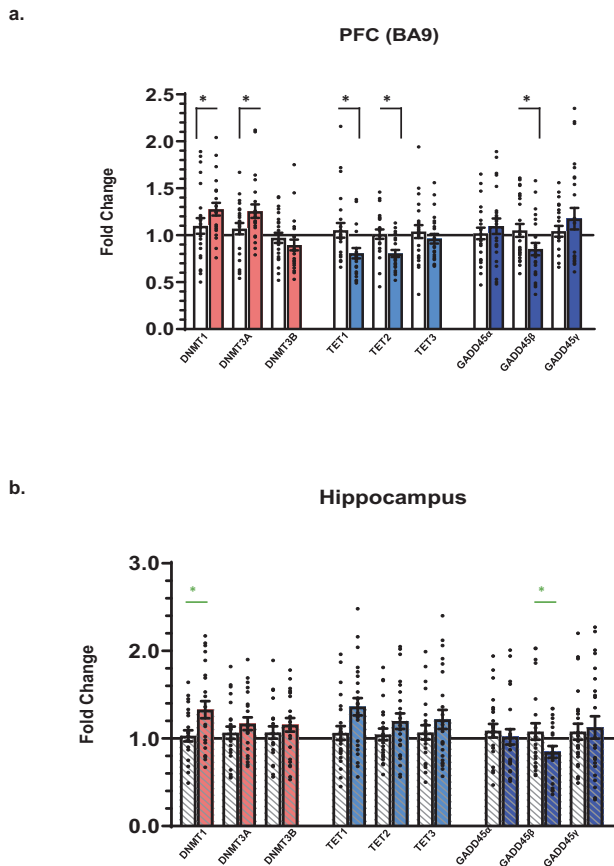 a.
PFC (BA9)
* * * * *
2.5
2.0
1.5
1.0
0.5
0.0
Fold Change
DNMT1 DNMT3A DNMT3B TET1 TET2 TET3 GADD45α GADD45β GADD45γ
b.
Hippocampus
* *
3.0
2.0
1.0
0.0
Fold Change
DNMT1 DNMT3A DNMT3B TET1 TET2 TET3 GADD45α GADD45β GADD45γ